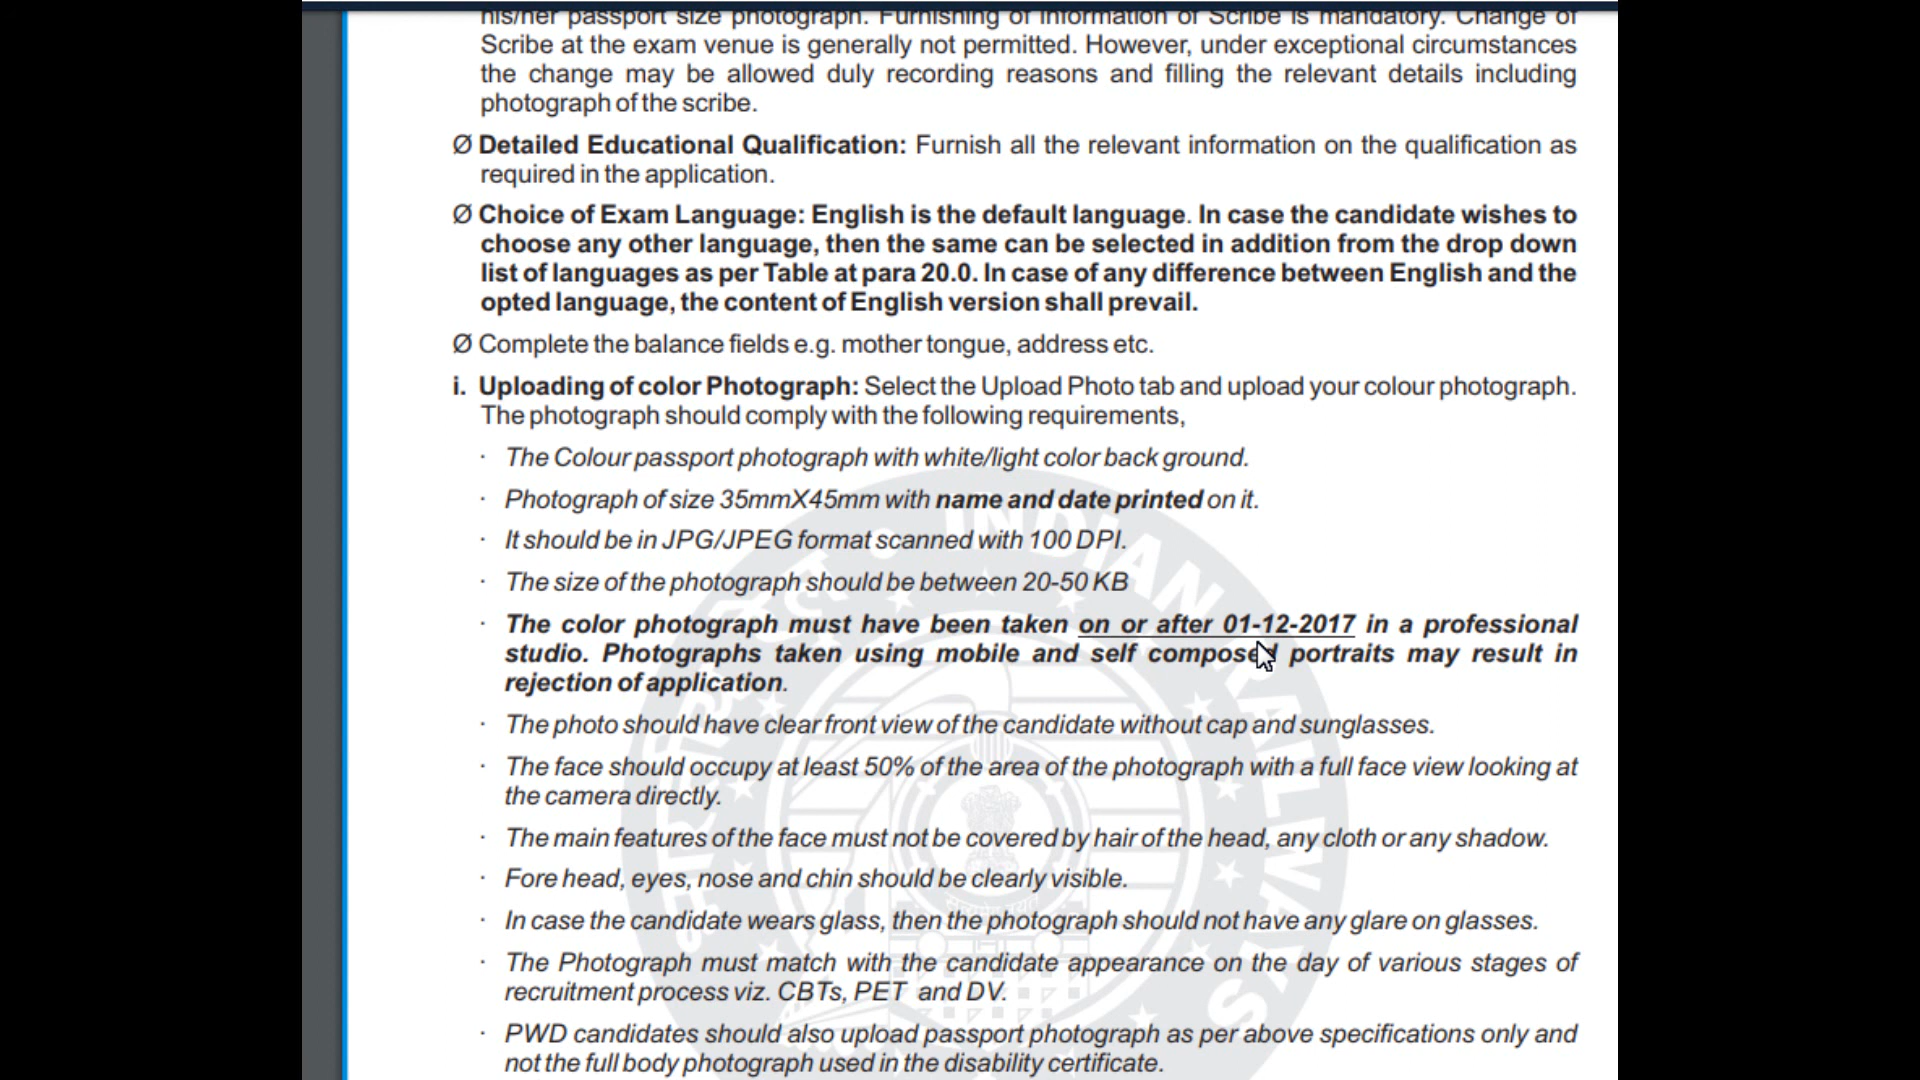 his/her passport size photograph. Furnishing of information of Scribe is mandatory. Change of
Scribe at the exam venue is generally not permitted. However, under exceptional circumstances
the change may be allowed duly recording reasons and filling the relevant details including
photograph of the scribe.
Ø Detailed Educational Qualification: Furnish all the relevant information on the qualification as
required in the application.
Ø Choice of Exam Language: English is the default language. In case the candidate wishes to
choose any other language, then the same can be selected in addition from the drop down
list of languages as per Table at para 20.0. In case of any difference between English and the
opted language, the content of English version shall prevail.
Ø Complete the balance fields e.g. mother tongue, address etc.
i. Uploading of color Photograph: Select the Upload Photo tab and upload your colour photograph.
The photograph should comply with the following requirements,
· The Colour passport photograph with white/light color back ground.
· Photograph of size 35mmX45mm with name and date printed on it.
· It should be in JPG/JPEG format scanned with 100 DPI.
· The size of the photograph should be between 20-50 KB
· The color photograph must have been taken on or after 01-12-2017 in a professional
studio. Photographs taken using mobile and self composed portraits may result in
rejection of application.
· The photo should have clear front view of the candidate without cap and sunglasses.
· The face should occupy at least 50% of the area of the photograph with a full face view looking at
the camera directly.
· The main features of the face must not be covered by hair of the head, any cloth or any shadow.
· Fore head, eyes, nose and chin should be clearly visible.
· In case the candidate wears glass, then the photograph should not have any glare on glasses.
· The Photograph must match with the candidate appearance on the day of various stages of
recruitment process viz. CBTs, PET and DV.
· PWD candidates should also upload passport photograph as per above specifications only and
not the full body photograph used in the disability certificate.
INDIAN RAILWAYS